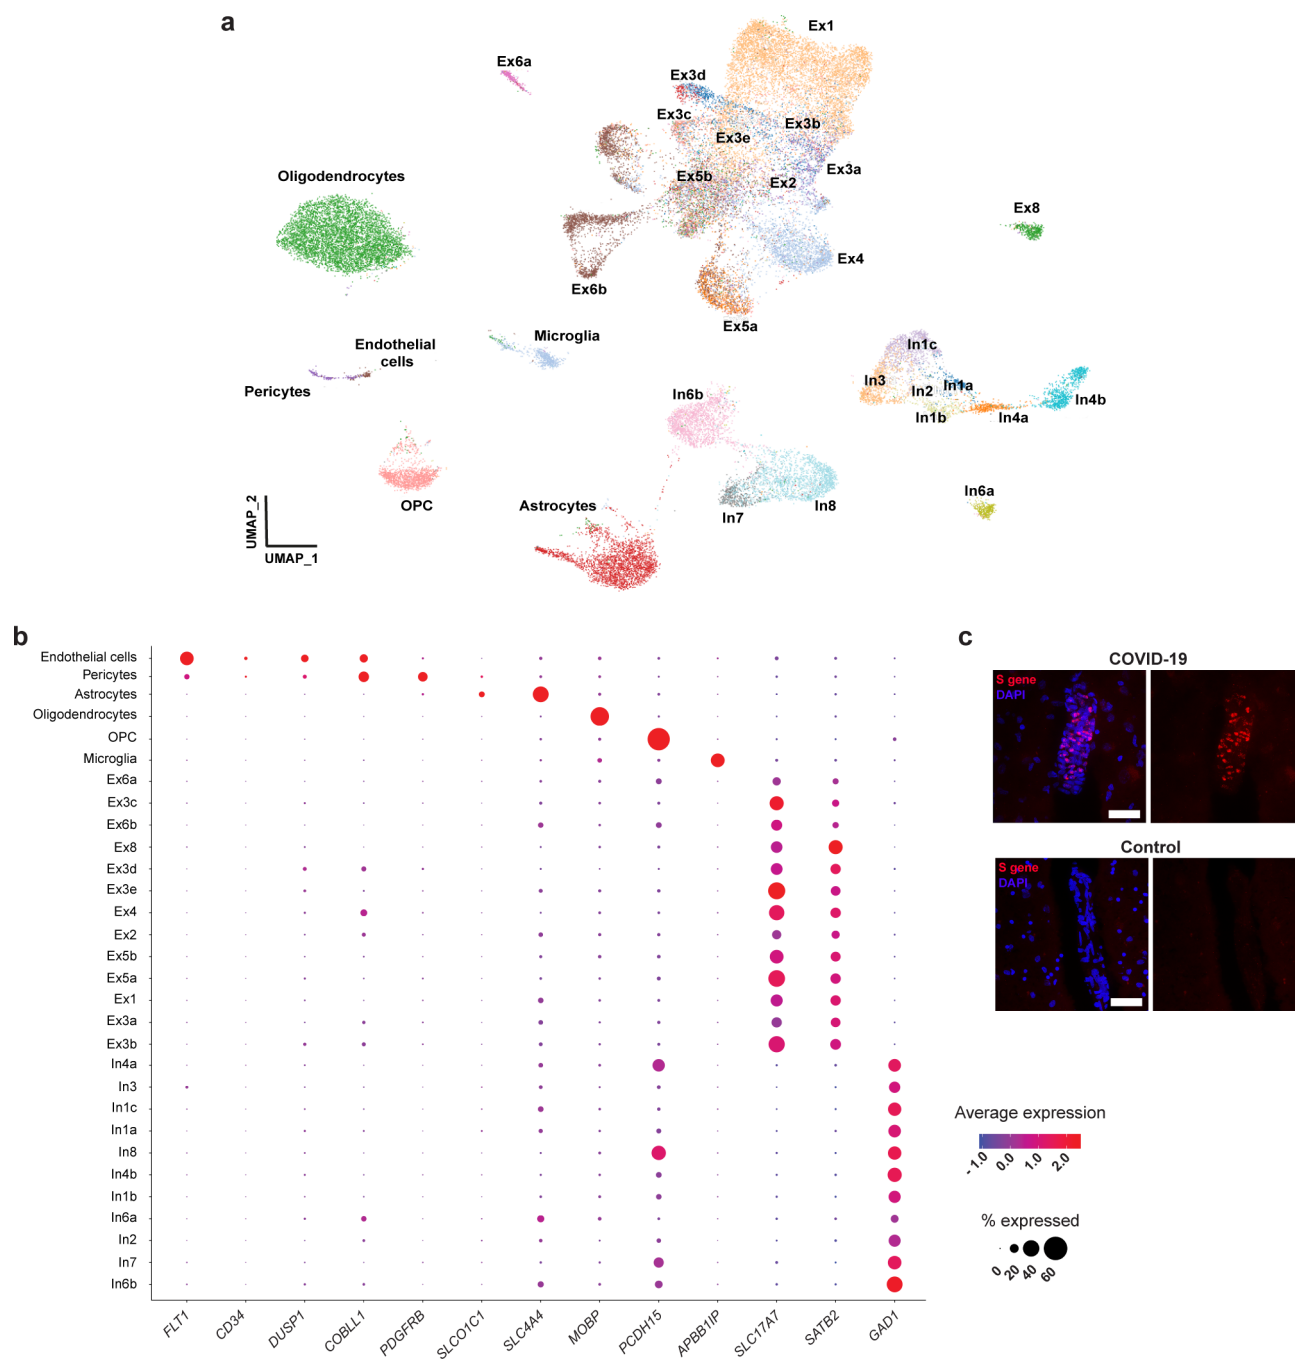 a
Ex1
Ex6a
Ex3d
Ex3c
Ex3b
Ex3e
Ex3a
Ex5b
Ex2
Oligodendrocytes
Ex8
Ex4
Ex6b
Ex5a
Microglia
Endothelial
cells
Pericytes
In1c
In3
In1a
In2
In4b
In1b
In4a
In6b
OPC
Astrocytes
In7
In8
In6a
UMAP_2
UMAP_1
b
Endothelial cells
Pericytes
Astrocytes
Oligodendrocytes
OPC
Microglia
Ex6a
Ex3c
Ex6b
Ex8
Ex3d
Ex3e
Ex4
Ex2
Ex5b
Ex5a
Ex1
Ex3a
Ex3b
In4a
In3
In1c
In1a
In8
In4b
In1b
In6a
In2
In7
In6b
FLT1
CD34
DUSP1
COBLL1
PDGFRB
SLCO1C1
SLC4A4
MOBP
PCDH15
APBB1IP
SLC17A7
SATB2
GAD1
c
COVID-19
S gene
DAPI
Control
S gene
DAPI
Average expression
- 1.0
0.0
1.0
2.0
% expressed
0
20
40
60